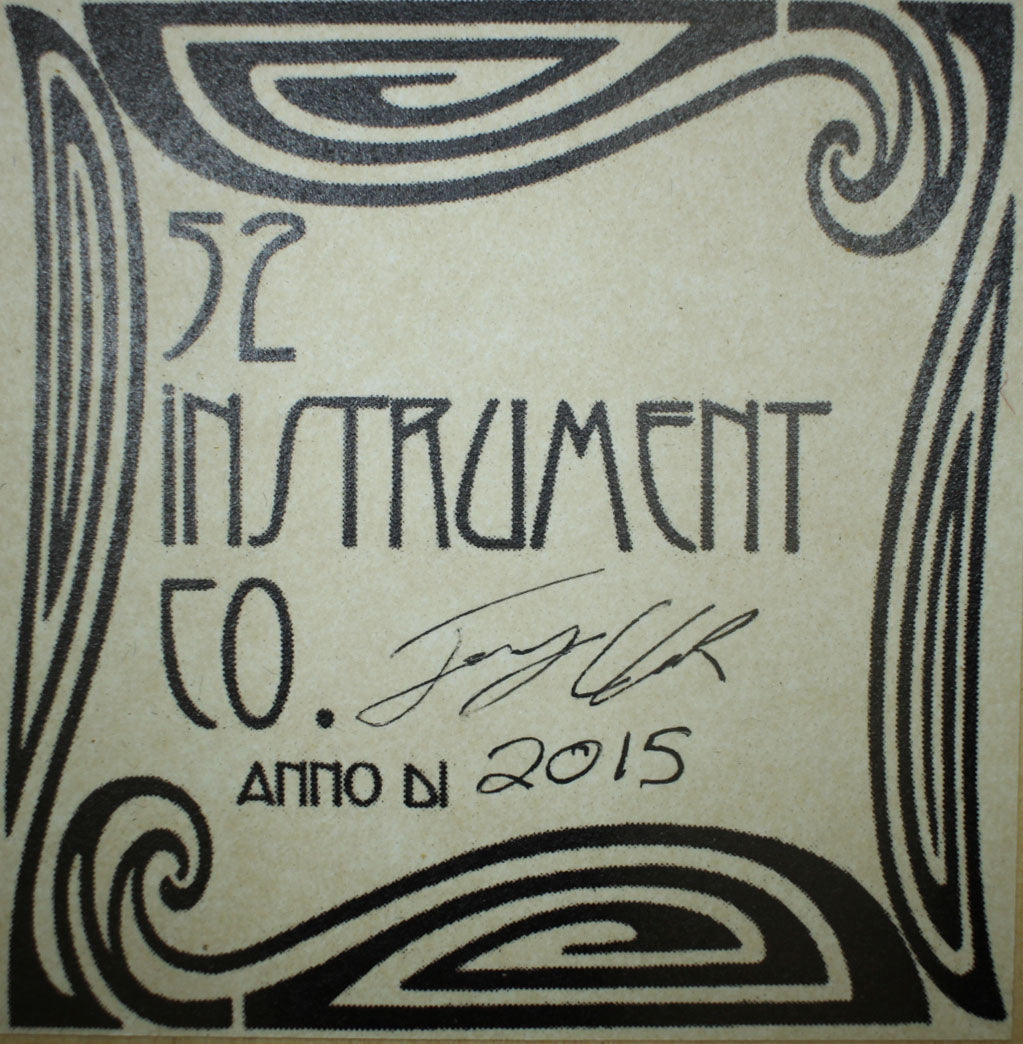 52
INSTRUMENT
CO.
ANNO DI 2015